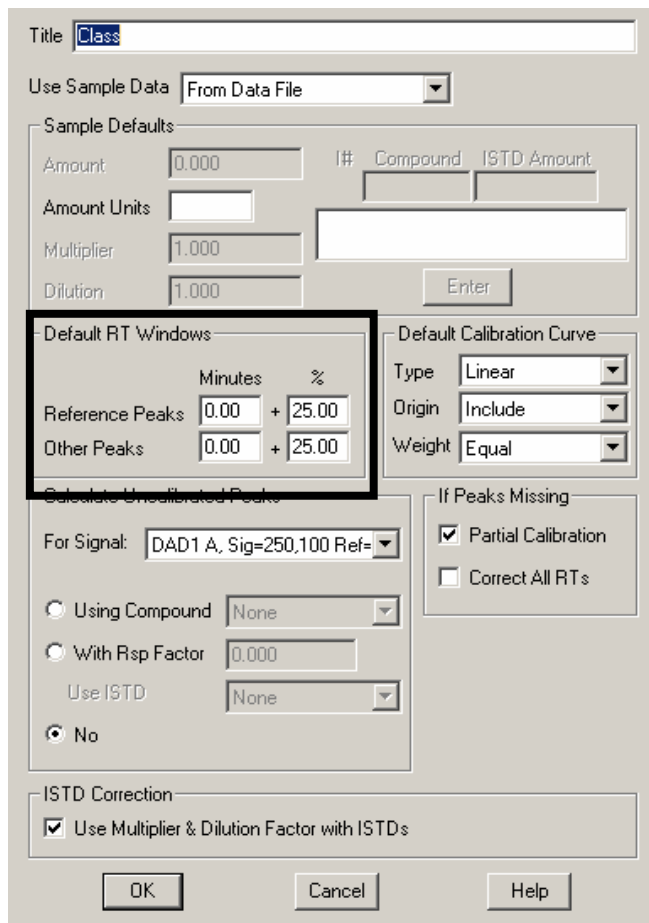 Title Class
Use Sample Data From Data File
Sample Defaults
Amount 0.000
I# Compound ISTD Amount
Amount Units
Multiplier 1.000
Dilution 1.000
Enter
Default RT Windows
Minutes %
Reference Peaks 0.00 + 25.00
Other Peaks 0.00 + 25.00
Default Calibration Curve
Type Linear
Origin Include
Weight Equal
Calculate Uncalibrated Peaks
For Signal: DAD1 A, Sig=250,100 Ref=
Using Compound None
With Rsp Factor 0.000
Use ISTD None
No
If Peaks Missing
Partial Calibration
Correct All RTs
ISTD Correction
Use Multiplier & Dilution Factor with ISTDs
OK Cancel Help